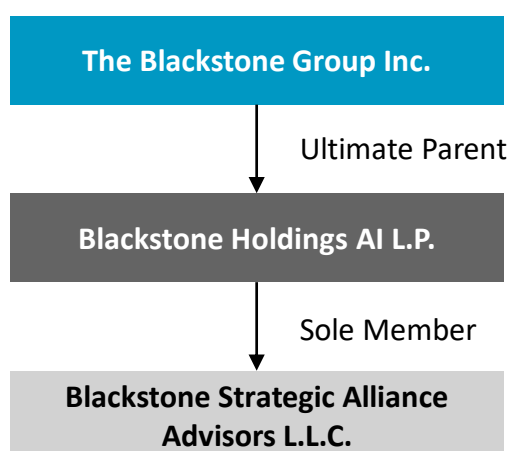 The Blackstone Group Inc.
Ultimate Parent
Blackstone Holdings AI L.P.
Sole Member
Blackstone Strategic Alliance
Advisors L.L.C.